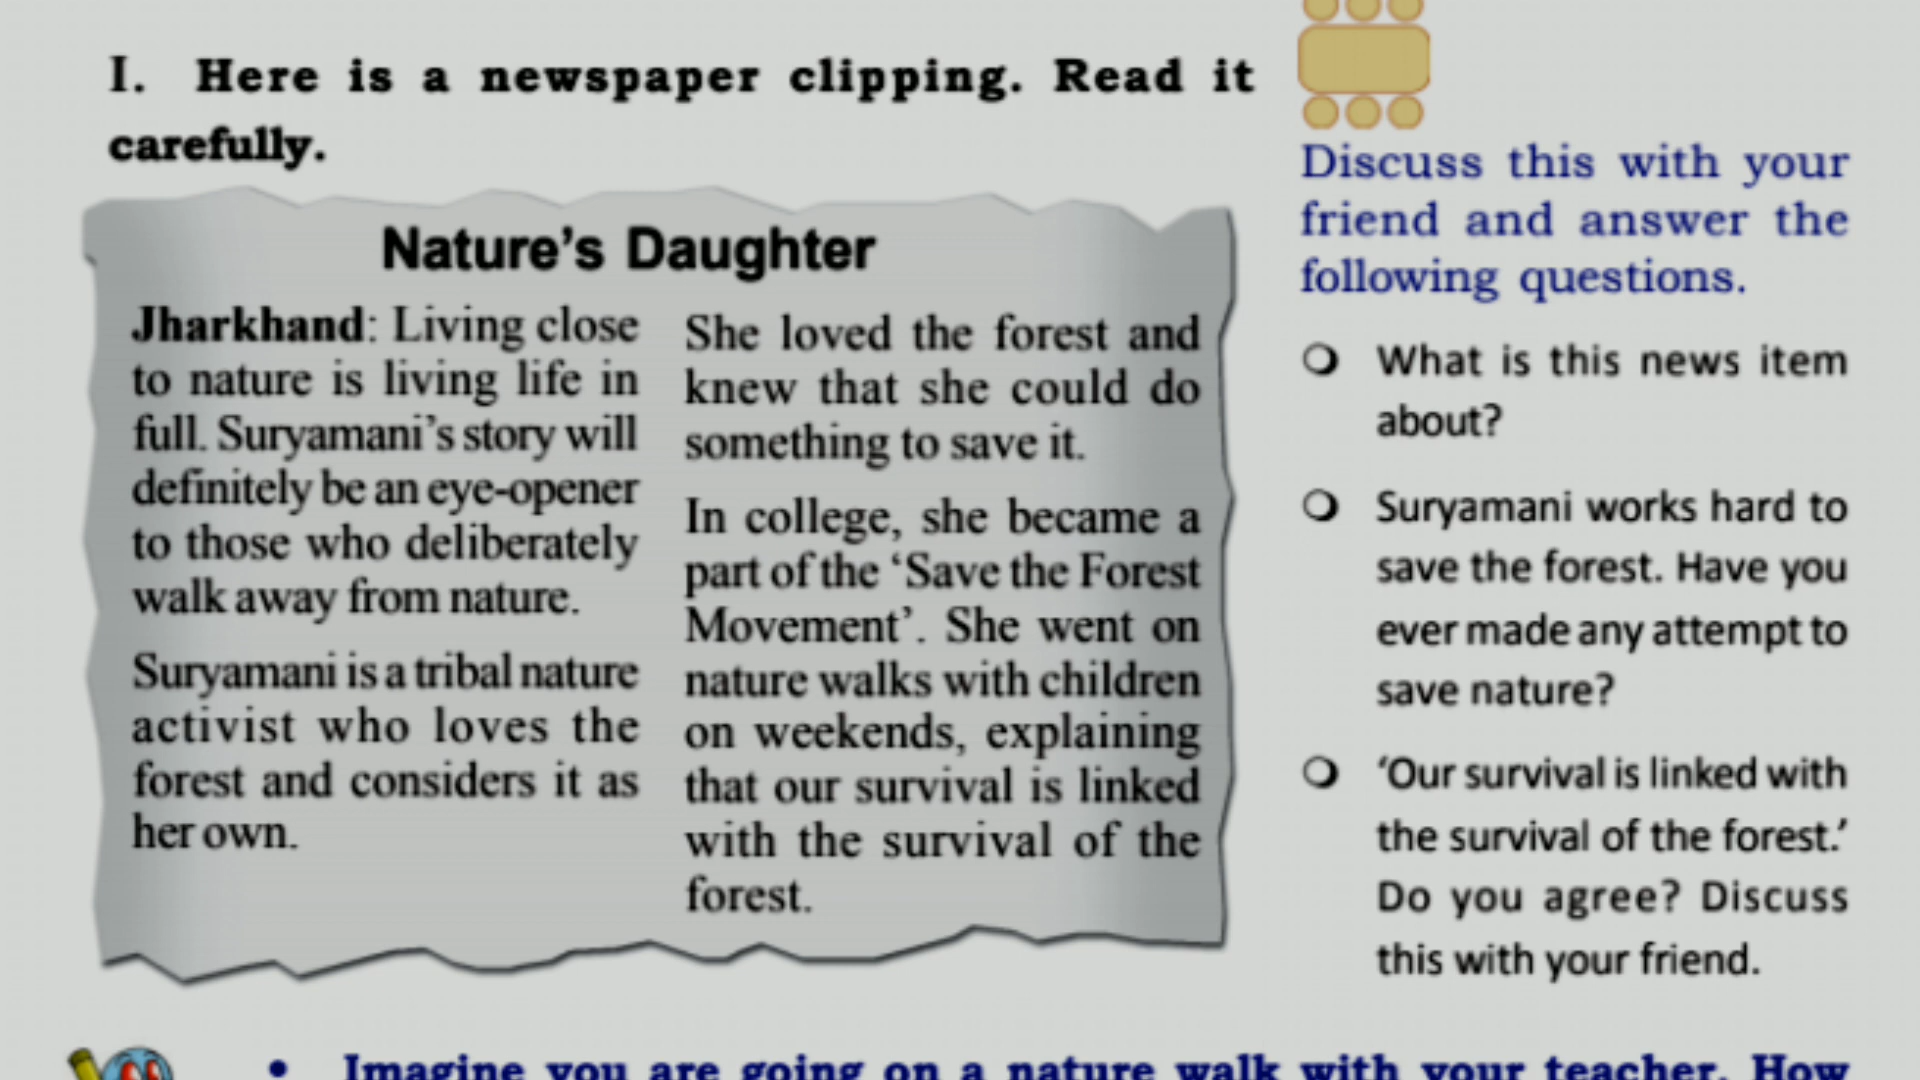 I. Here is a newspaper clipping. Read it
carefully.
Nature's Daughter
Jharkhand: Living close
to nature is living life in
full. Suryamani's story will
definitely be an eye-opener
to those who deliberately
walk away from nature.
Suryamani is a tribal nature
activist who loves the
forest and considers it as
her own.
She loved the forest and
knew that she could do
something to save it.
In college, she became a
part of the ‘Save the Forest
Movement’. She went on
nature walks with children
on weekends, explaining
that our survival is linked
with the survival of the
forest.
Discuss this with your
friend and answer the
following questions.
What is this news item
about?
Suryamani works hard to
save the forest. Have you
ever made any attempt to
save nature?
‘Our survival is linked with
the survival of the forest.’
Do you agree? Discuss
this with your friend.
• Imagine you are going on a nature walk with your teacher. How